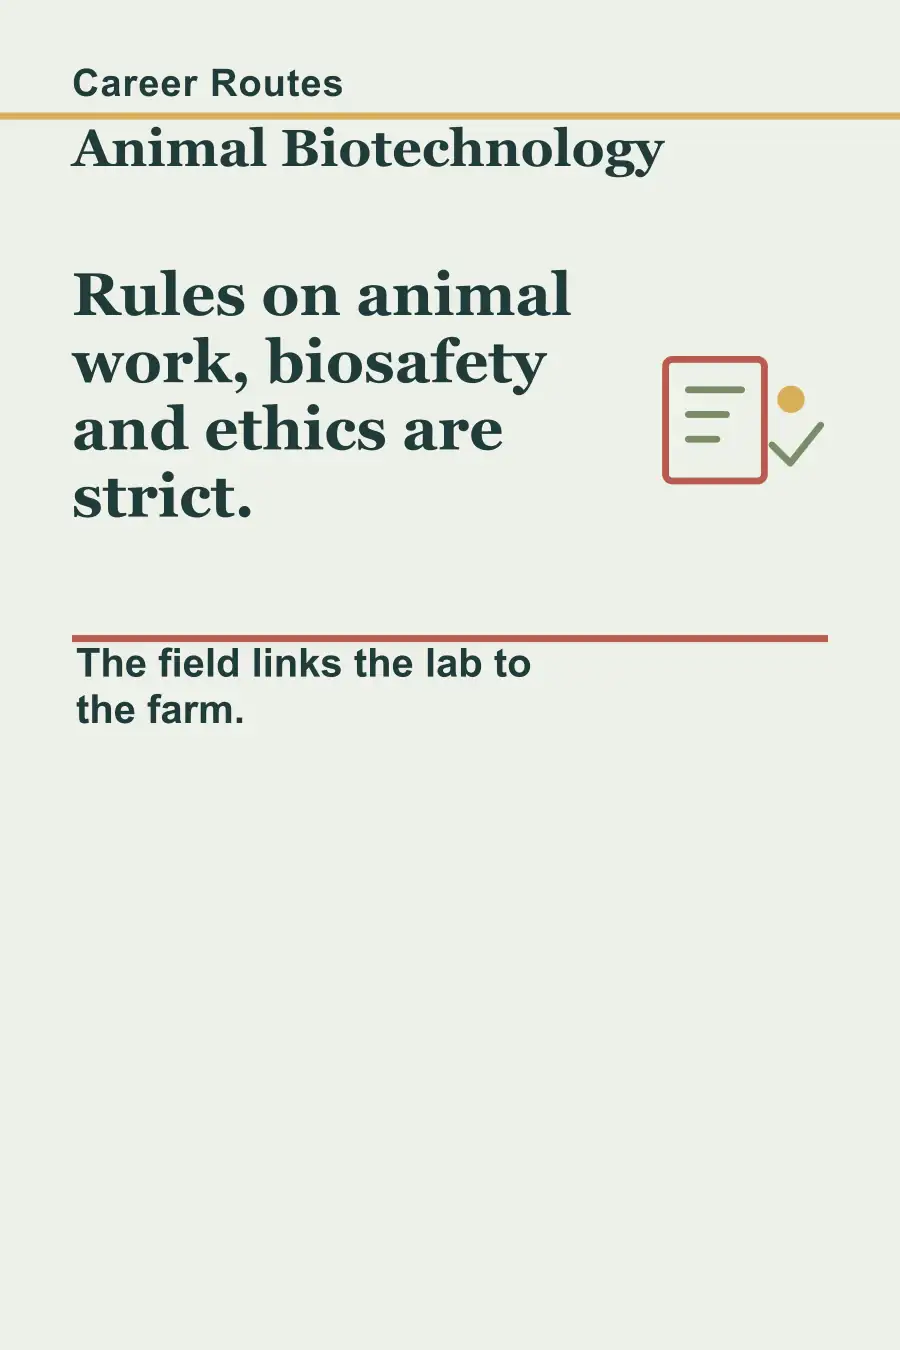 Career Routes
Animal Biotechnology
Rules on animal
work, biosafety
and ethics are
strict.
The field links the lab to
the farm.